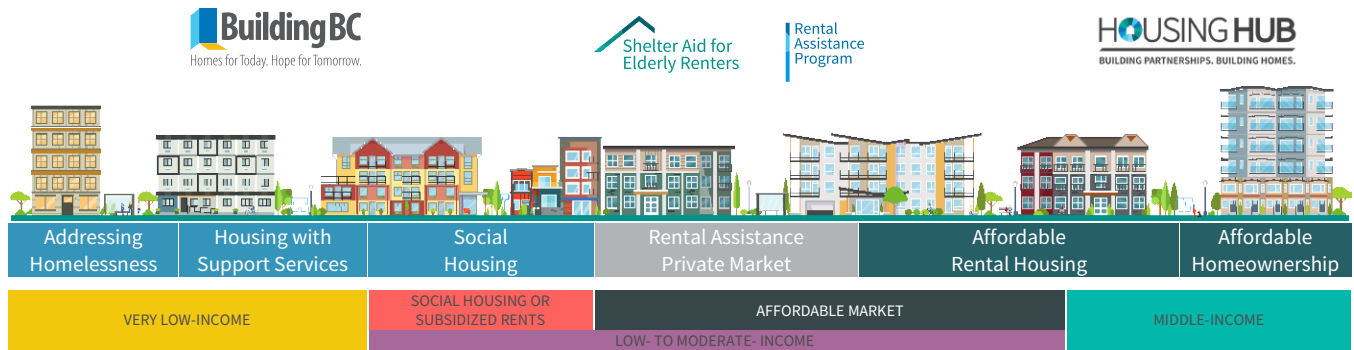 Building BC
Homes for Today. Hope for Tomorrow.
Shelter Aid for
Elderly Renters
Rental
Assistance
Program
HOUSING HUB
BUILDING PARTNERSHIPS. BUILDING HOMES.
Addressing
Homelessness
Housing with
Support Services
Social
Housing
Rental Assistance
Private Market
Affordable
Rental Housing
Affordable
Homeownership
VERY LOW-INCOME
SOCIAL HOUSING OR
SUBSIDIZED RENTS
AFFORDABLE MARKET
LOW- TO MODERATE- INCOME
MIDDLE-INCOME